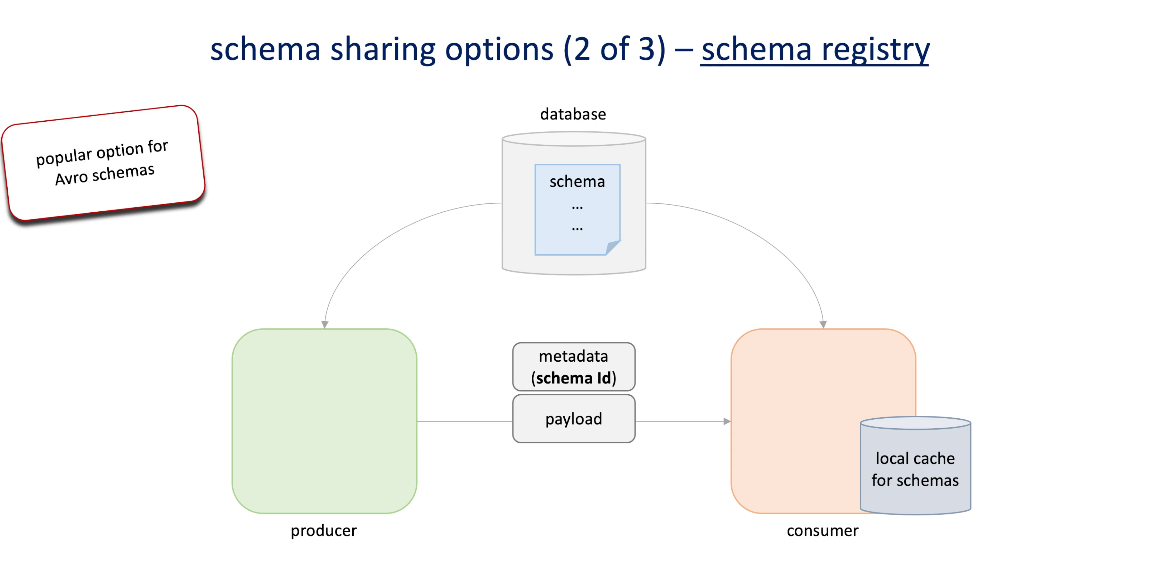 schema sharing options (2 of 3) – schema registry
popular option for
Avro schemas
database
schema
...
...
metadata
(schema Id)
payload
local cache
for schemas
producer
consumer